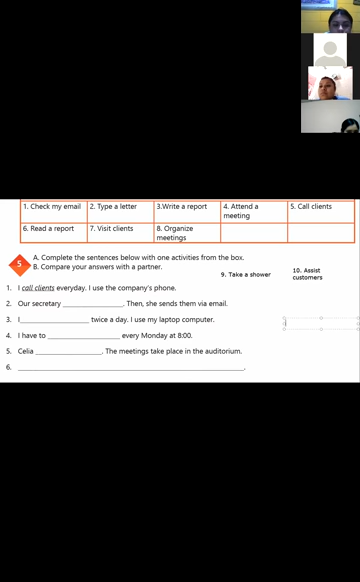 1. Check my email 2. Type a letter 3.Write a report 4. Attend a meeting 5. Call clients
6. Read a report 7. Visit clients 8. Organize meetings
5
A. Complete the sentences below with one activities from the box.
B. Compare your answers with a partner.
9. Take a shower 10. Assist customers
1. I call clients everyday. I use the company's phone.
2. Our secretary _________________. Then, she sends them via email.
3. I___________________ twice a day. I use my laptop computer.
4. I have to ____________________ every Monday at 8:00.
5. Celia __________________. The meetings take place in the auditorium.
6. ______________________________________________________________.